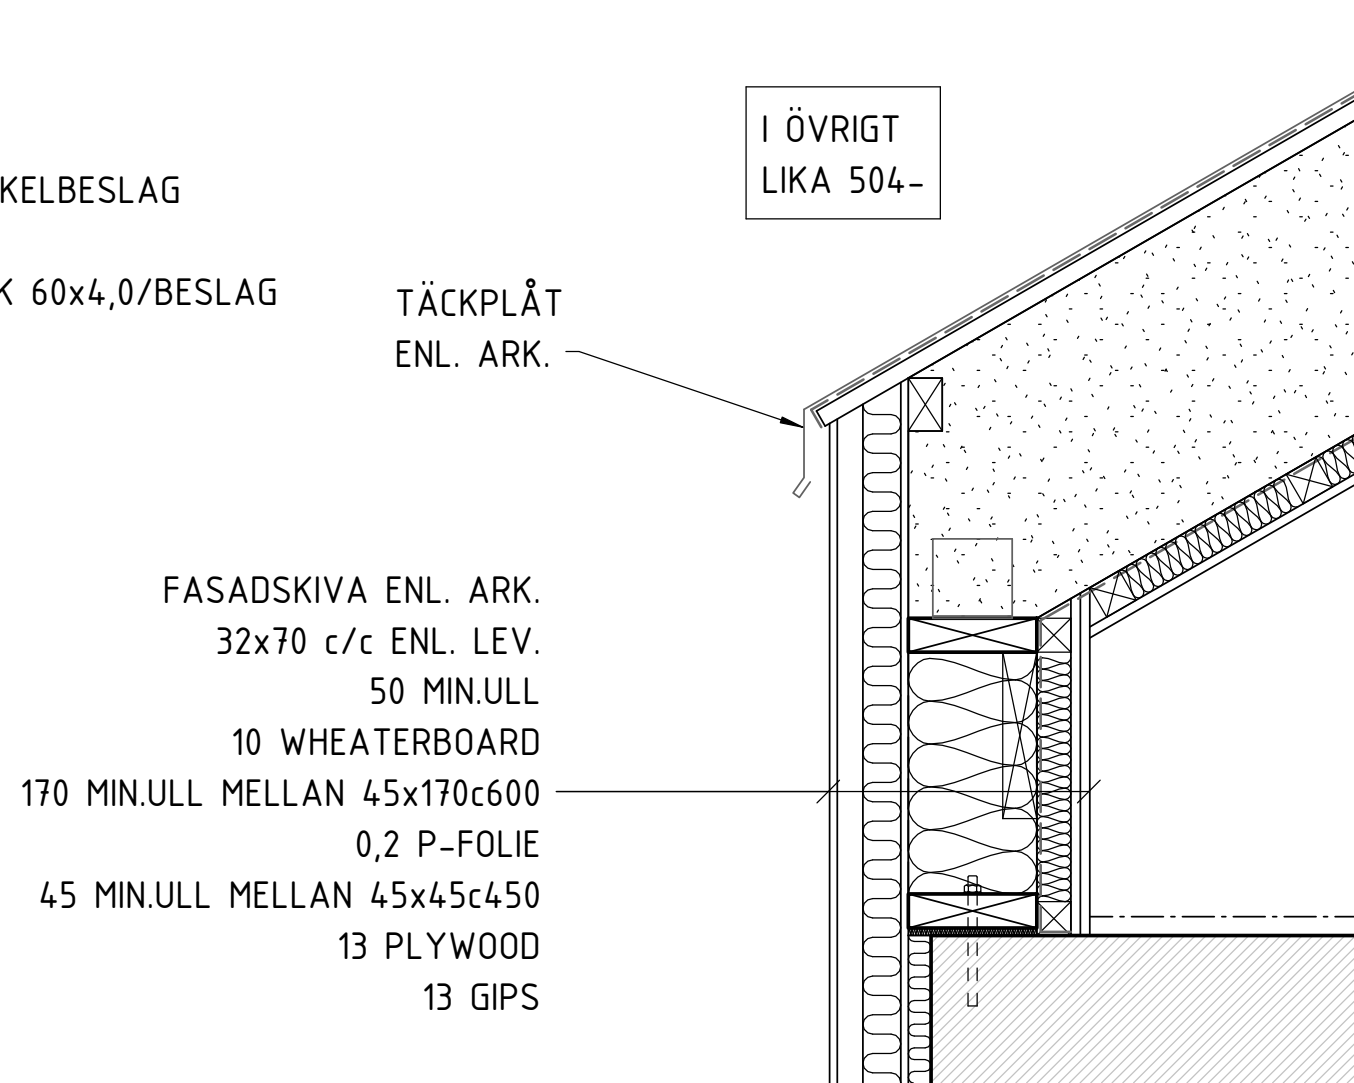 I ÖVRIGT
LIKA 504-
KELBESLAG
K 60x4,0/BESLAG
TÄCKPLÅT
ENL. ARK.
FASADSKIVA ENL. ARK.
32x70 c/c ENL. LEV.
50 MIN.ULL
10 WHEATERBOARD
170 MIN.ULL MELLAN 45x170c600
0,2 P-FOLIE
45 MIN.ULL MELLAN 45x45c450
13 PLYWOOD
13 GIPS